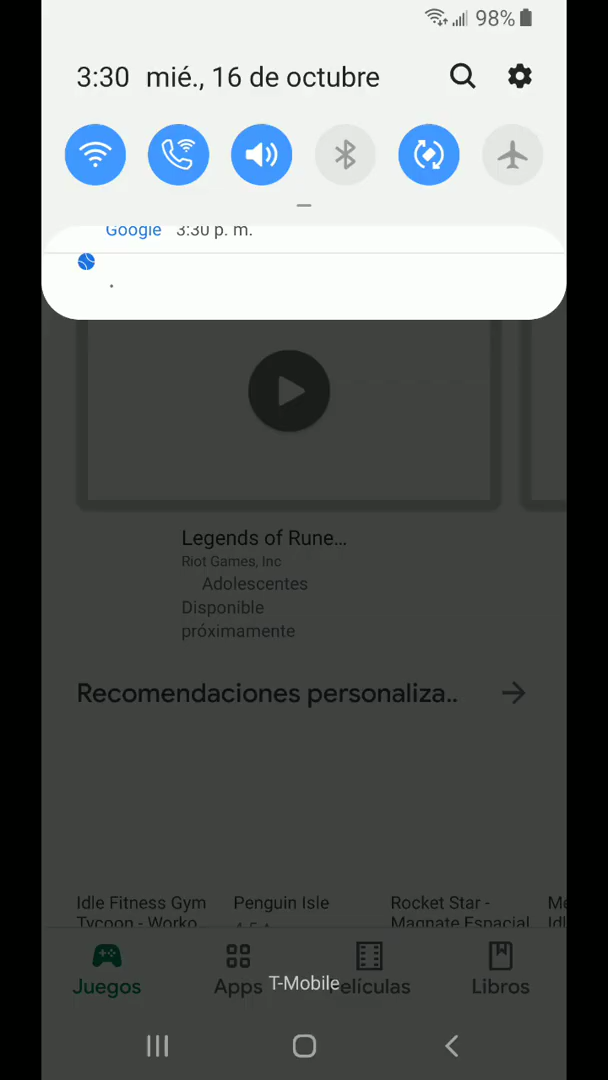 98%
3:30 mié., 16 de octubre
Google 3:30 p. m.
Legends of Rune...
Riot Games, Inc
Adolescentes
Disponible
próximamente
Recomendaciones personaliza..
Idle Fitness Gym
Tycoon - Worko
Penguin Isle
Rocket Star -
Magnate Espacial
Juegos
Apps
T-Mobile
Películas
Libros